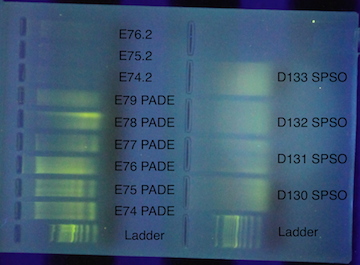 E76.2
E75.2
E74.2
E79 PADE
E78 PADE
E77 PADE
E76 PADE
E75 PADE
E74 PADE
Ladder
D133 SPSO
D132 SPSO
D131 SPSO
D130 SPSO
Ladder